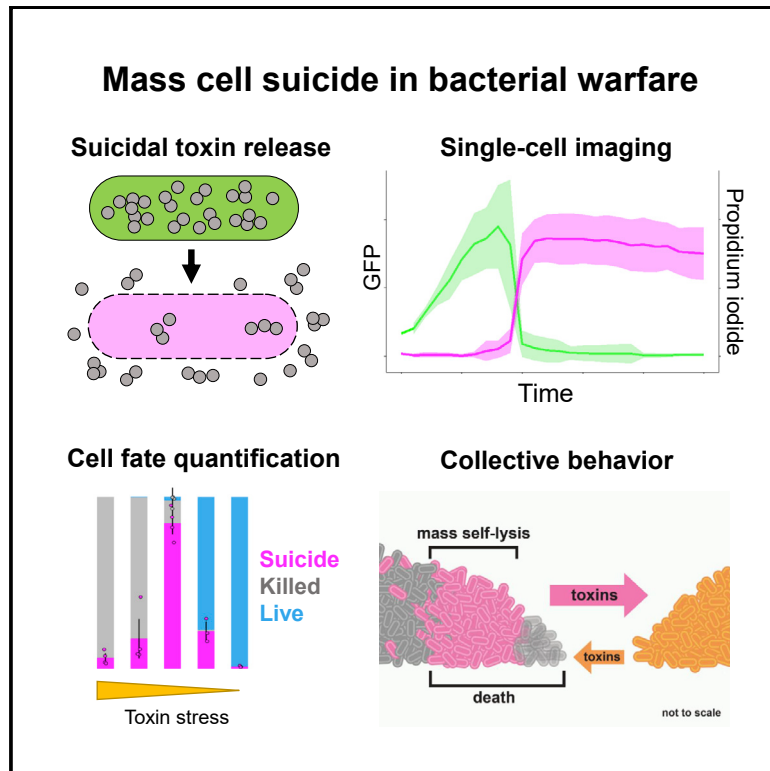 Mass cell suicide in bacterial warfare
Suicidal toxin release
Single-cell imaging
GFP
Propidium iodide
Time
Cell fate quantification
Suicide
Killed
Live
Toxin stress
Collective behavior
mass self-lysis
toxins
toxins
death
not to scale